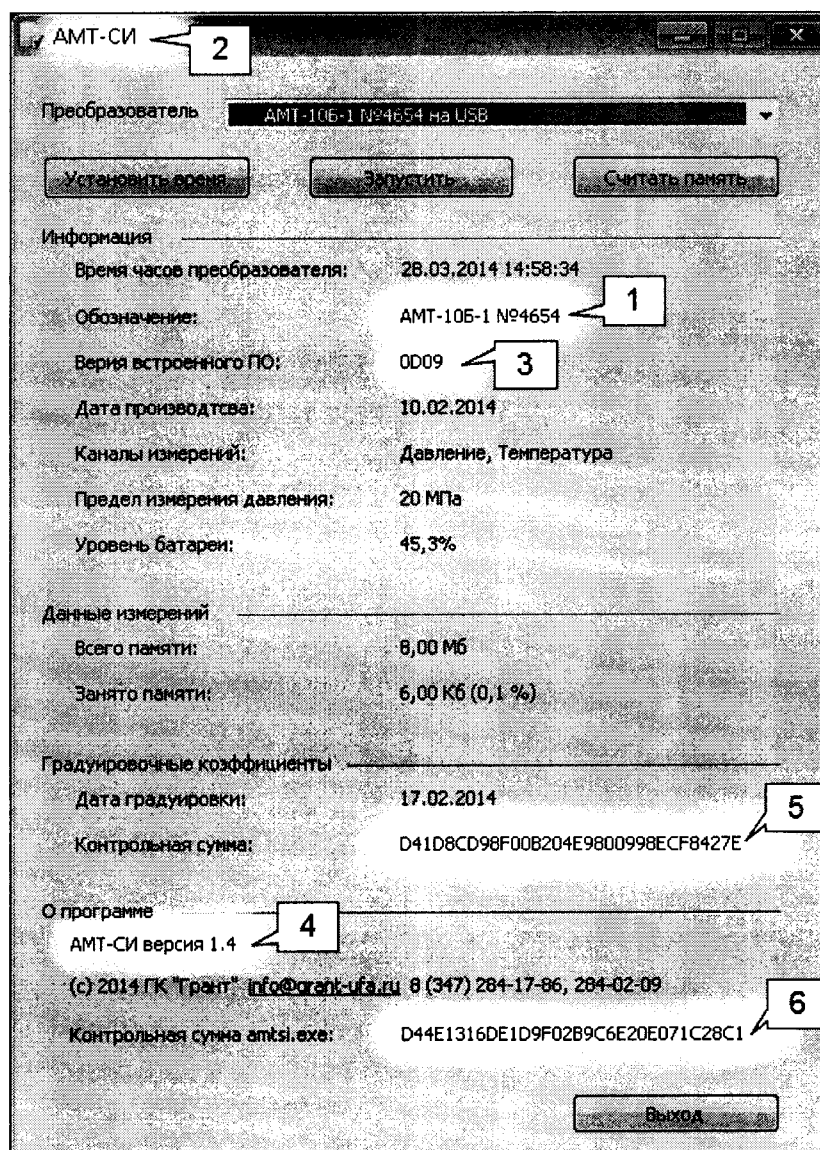 АМТ-СИ
2
Преобразователь АМТ-10Б-1 №4654 на USB
Установить время Запустить Считать память
Информация
Время часов преобразователя: 28.03.2014 14:58:34
1
Обозначение: АМТ-10Б-1 №4654
Верия встроенного ПО: 0D09
3
Дата произвдтсва: 10.02.2014
Каналы измерений: Давление, Температура
Предел измерения давления: 20 МПа
Уровень батареи: 45,3%
Данные измерений
Всего памяти: 8,00 Мб
Занято памяти: 6,00 Кб (0,1 %)
Градуировочные коэффициенты
Дата градуировки: 17.02.2014
5
Контрольная сумма: D41D8CD98F00B204E9800998ECF8427E
О программе
4
АМТ-СИ версия 1.4
(c) 2014 ГК "Грант" info@grant-ufa.ru 8 (347) 284-17-86, 284-02-09
6
Контрольная сумма amtsi.exe: D44E1316DE1D9F02B9C6E20E071C28C1
Выход